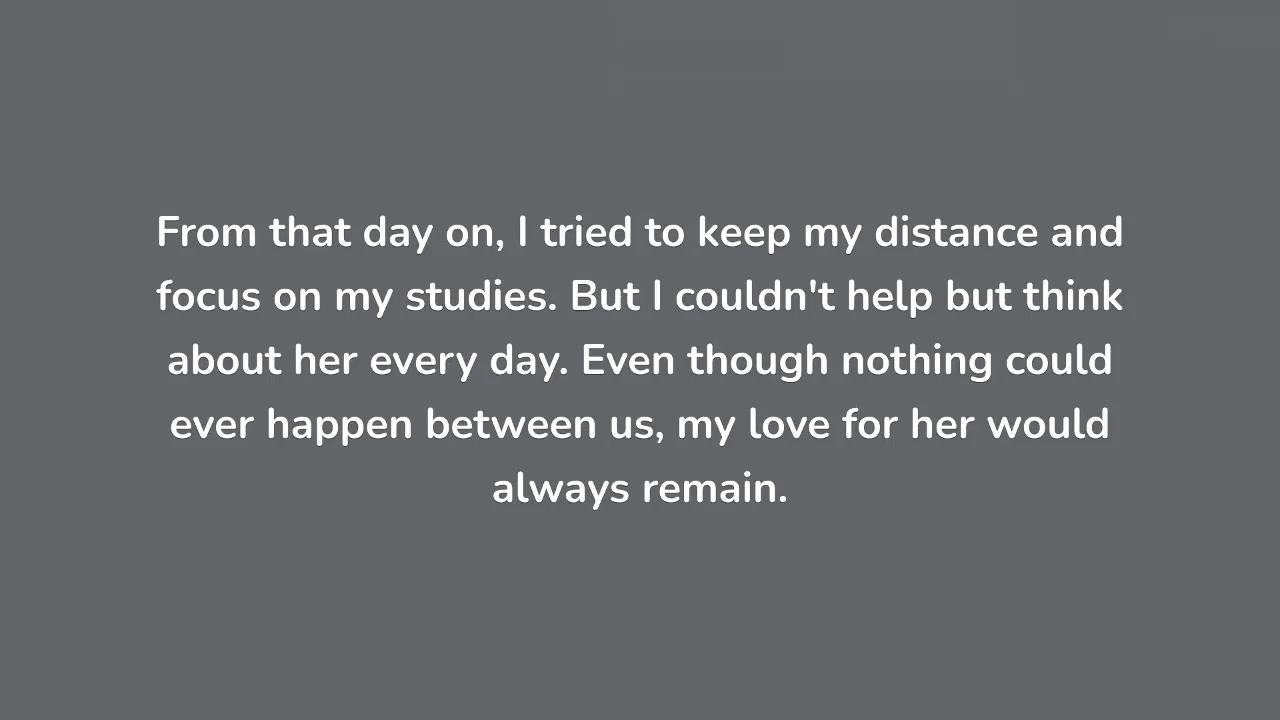 From that day on, I tried to keep my distance and
focus on my studies. But I couldn't help but think
about her every day. Even though nothing could
ever happen between us, my love for her would
always remain.